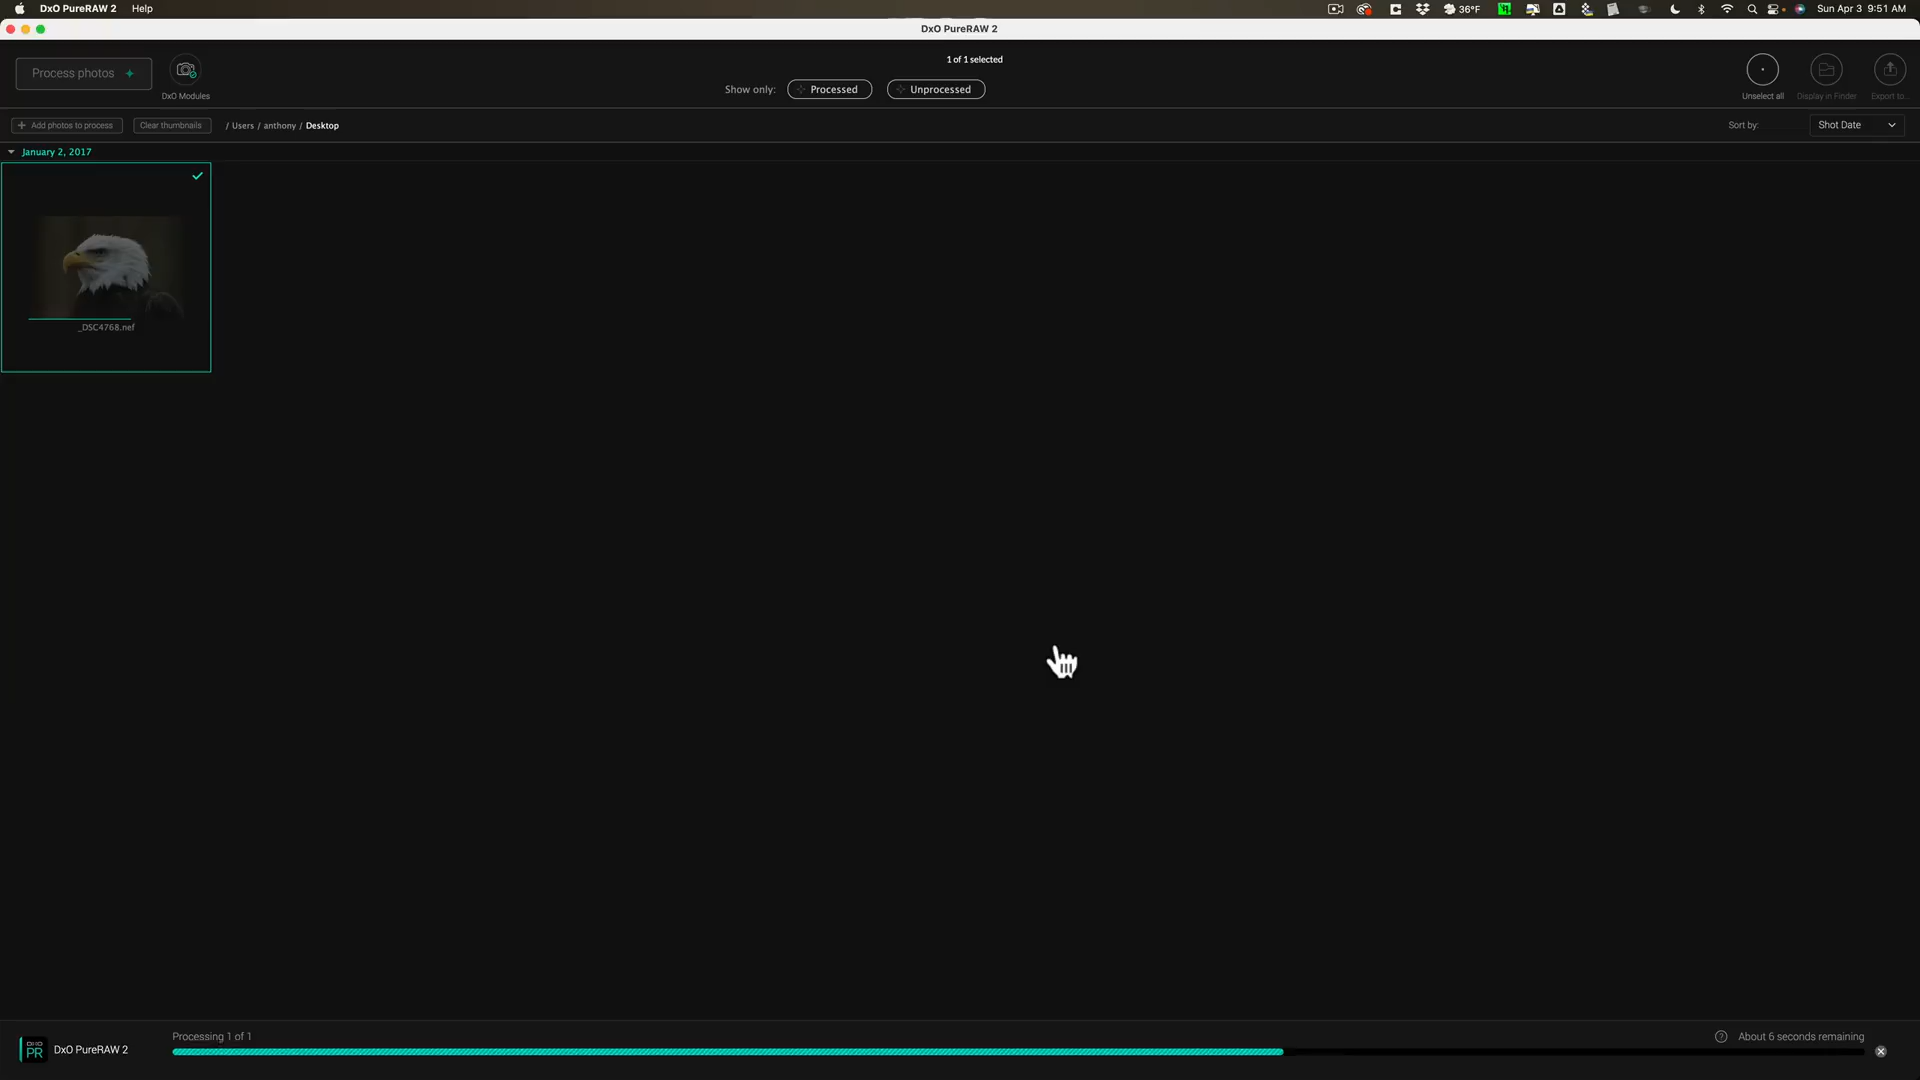 DxO PureRAW 2 Help
36°F Sun Apr 3 9:51 AM
DxO PureRAW 2
1 of 1 selected
Process photos
DxO Modules
Show only: Processed Unprocessed
Unselect all Display in Finder Export to...
+ Add photos to process Clear thumbnails / Users / anthony / Desktop
Sort by: Shot Date
January 2, 2017
_DSC4768.nef
Processing 1 of 1
? About 6 seconds remaining
DXO
PR
DxO PureRAW 2